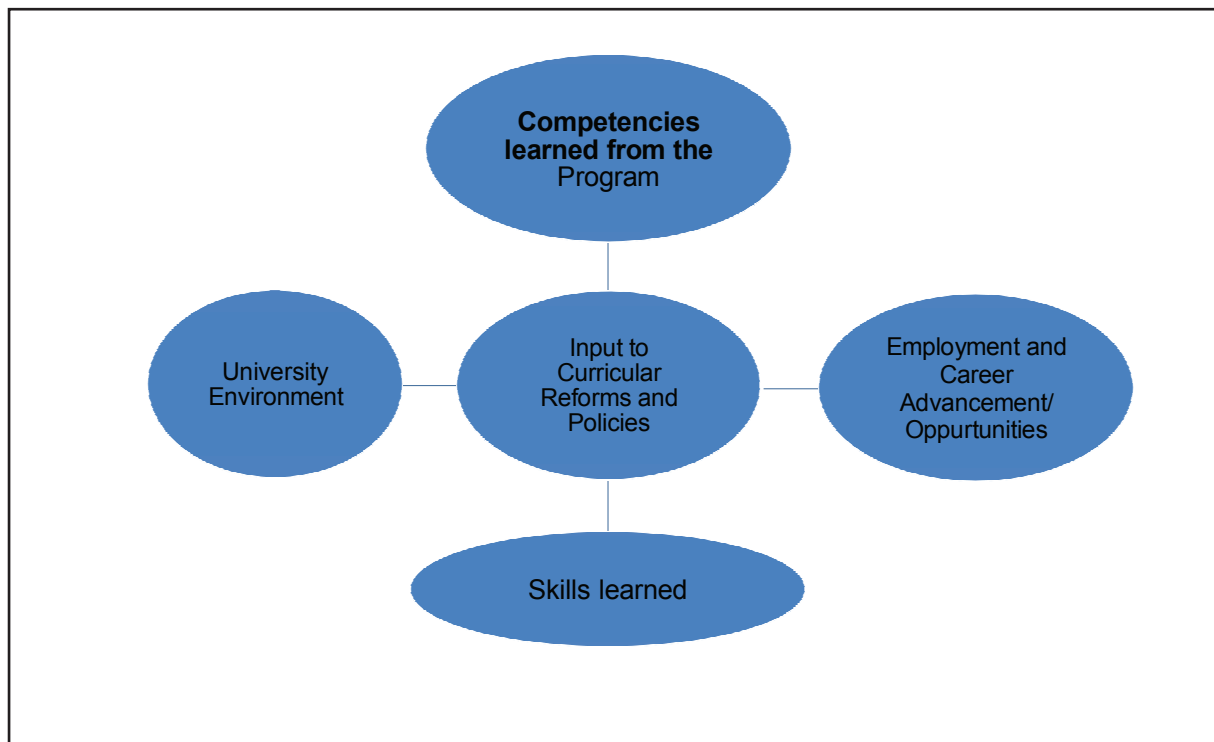 Competencies
learned from the
Program
University
Environment
Input to
Curricular
Reforms and
Policies
Employment and
Career
Advancement/
Oppurtunities
Skills learned